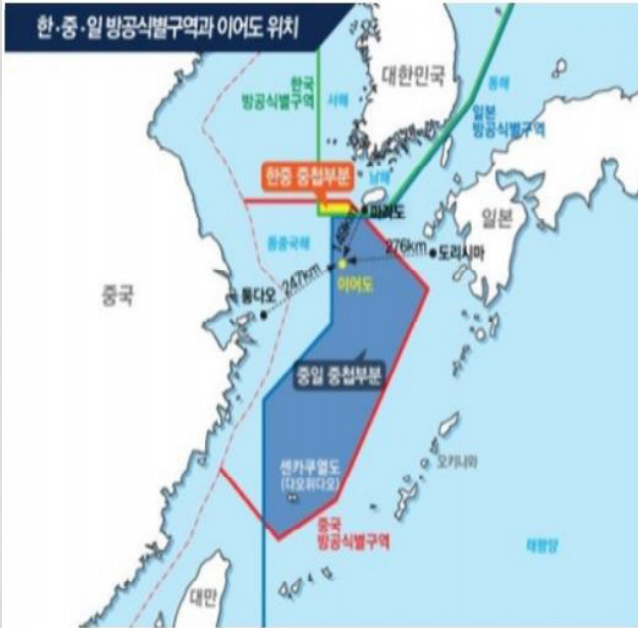 한·중·일 방공식별구역과 이어도 위치
한국
방공식별구역
서해
대한민국
동해
일본
방공식별구역
한중 중첩부분
남해
마라도
일본
동중국해
149km
276km
도리시마
247km
이어도
중국
퉁다오
중일 중첩부분
센카쿠열도
(댜오위다오)
오키나와
중국
방공식별구역
태평양
대만